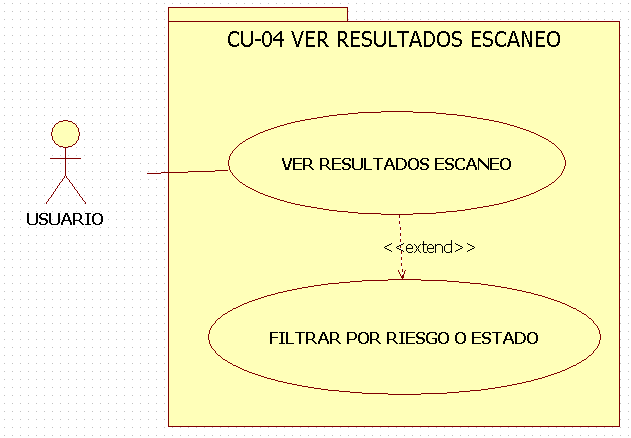 CU-04 VER RESULTADOS ESCANEO
VER RESULTADOS ESCANEO
USUARIO
<<extend>>
FILTRAR POR RIESGO O ESTADO